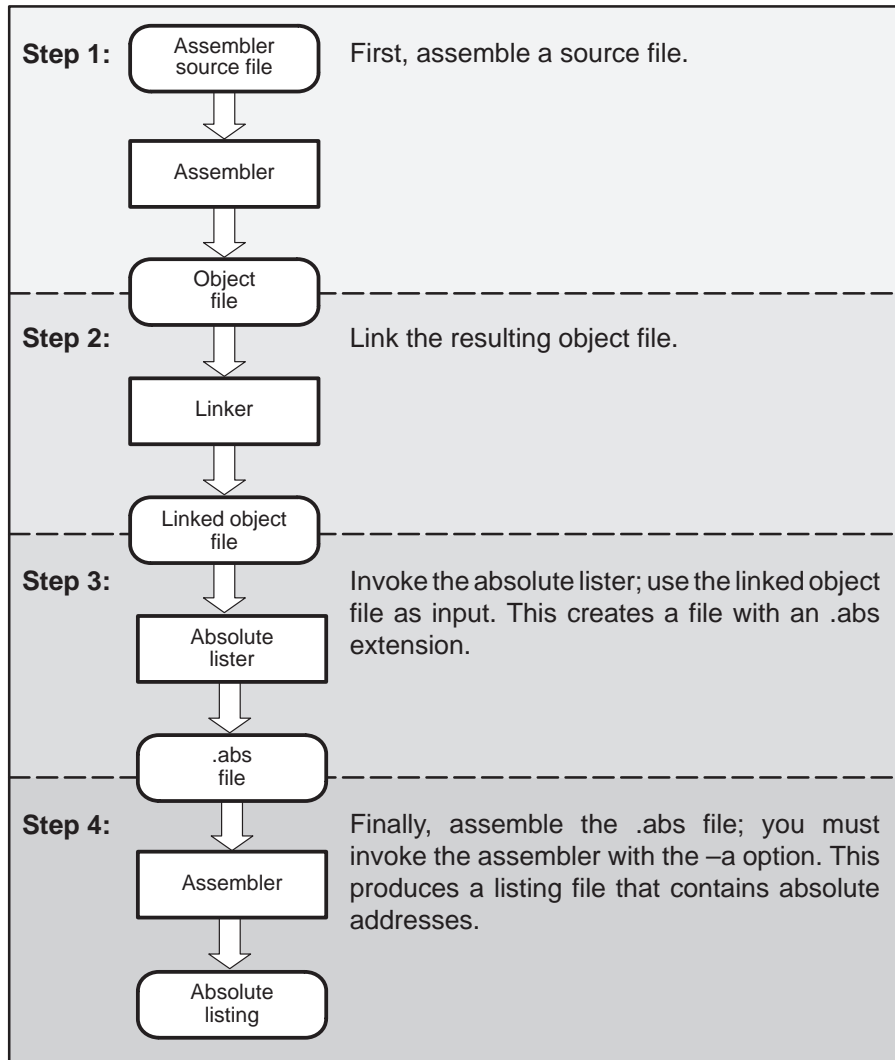 Step 1:
Assembler
source file
First, assemble a source file.
Assembler
Object
file
Step 2:
Link the resulting object file.
Linker
Linked object
file
Step 3:
Invoke the absolute lister; use the linked object
file as input. This creates a file with an .abs
extension.
Absolute
lister
.abs
file
Step 4:
Finally, assemble the .abs file; you must
invoke the assembler with the –a option. This
produces a listing file that contains absolute
addresses.
Assembler
Absolute
listing